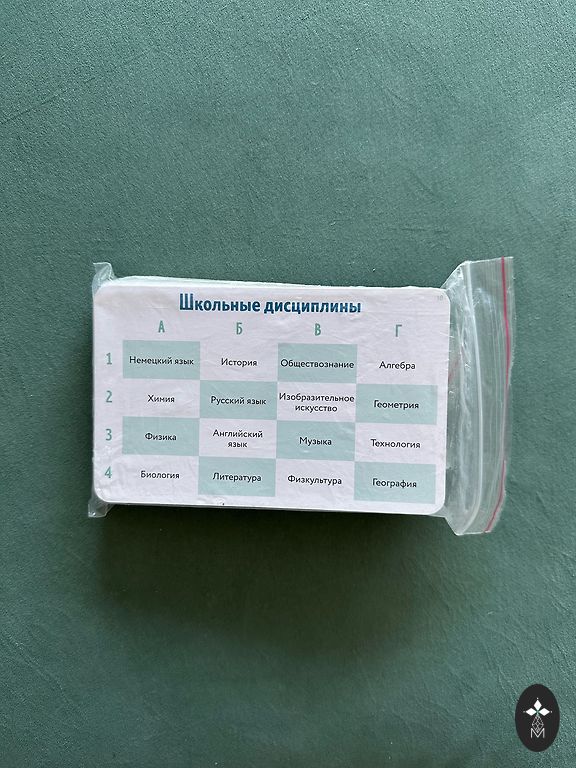 Школьные дисциплины
А Б В Г
1 Немецкий язык История Обществознание Алгебра
2 Химия Русский язык Изобразительное искусство Геометрия
3 Физика Английский язык Музыка Технология
4 Биология Литература Физкультура География
M